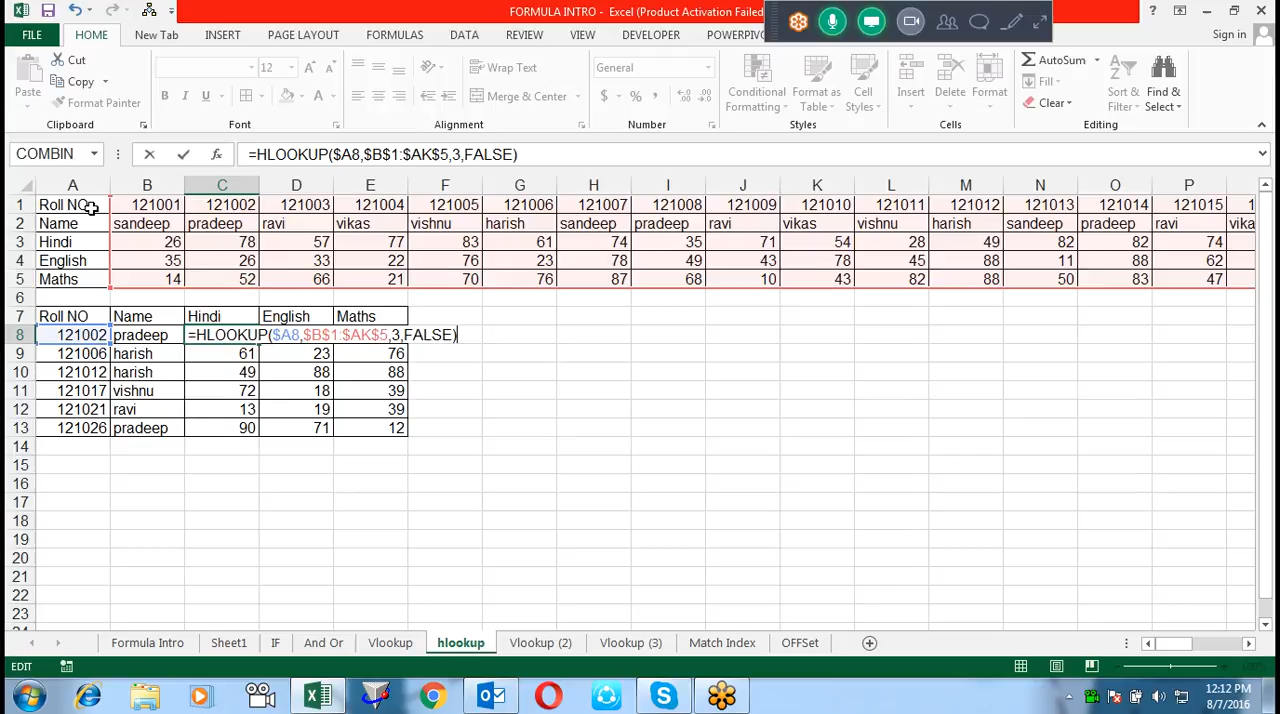 FORMULA INTRO - Excel (Product Activation Failed
Sign in
FILE HOME New Tab INSERT PAGE LAYOUT FORMULAS DATA REVIEW VIEW DEVELOPER POWERPIVOT
Paste Cut Copy Format Painter
12
Wrap Text
Merge & Center
General
Conditional Formatting Format as Table Cell Styles
Insert Delete Format
AutoSum Fill Clear
Sort & Filter Find & Select
Clipboard Font Alignment Number Styles Cells Editing
COMBIN =HLOOKUP($A8,$B$1:$AK$5,3,FALSE)
A B C D E F G H I J K L M N O P
1 Roll NO 121001 121002 121003 121004 121005 121006 121007 121008 121009 121010 121011 121012 121013 121014 121015 1
2 Name sandeep pradeep ravi vikas vishnu harish sandeep pradeep ravi vikas vishnu harish sandeep pradeep ravi vika
3 Hindi 26 78 57 77 83 61 74 35 71 54 28 49 82 82 74
4 English 35 26 33 22 76 23 78 49 43 78 45 88 11 88 62
5 Maths 14 52 66 21 70 76 87 68 10 43 82 88 50 83 47
6
7 Roll NO Name Hindi English Maths
8 121002 pradeep =HLOOKUP($A8,$B$1:$AK$5,3,FALSE)
9 121006 harish 61 23 76
10 121012 harish 49 88 88
11 121017 vishnu 72 18 39
12 121021 ravi 13 19 39
13 121026 pradeep 90 71 12
14
15
16
17
18
19
20
21
22
23
Formula Intro Sheet1 IF And Or Vlookup hlookup Vlookup (2) Vlookup (3) Match Index OFFSet
EDIT
12:12 PM
8/7/2016